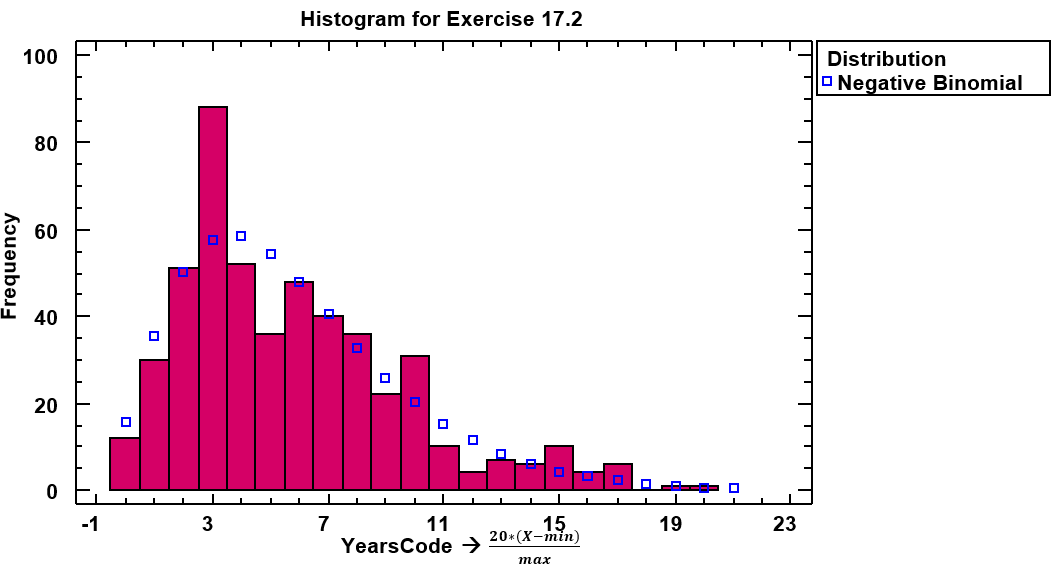 Histogram for Exercise 17.2
Distribution
Negative Binomial
Frequency
100
80
60
40
20
0
-1 3 7 11 15 19 23
YearsCode → 20*(X−min)/max